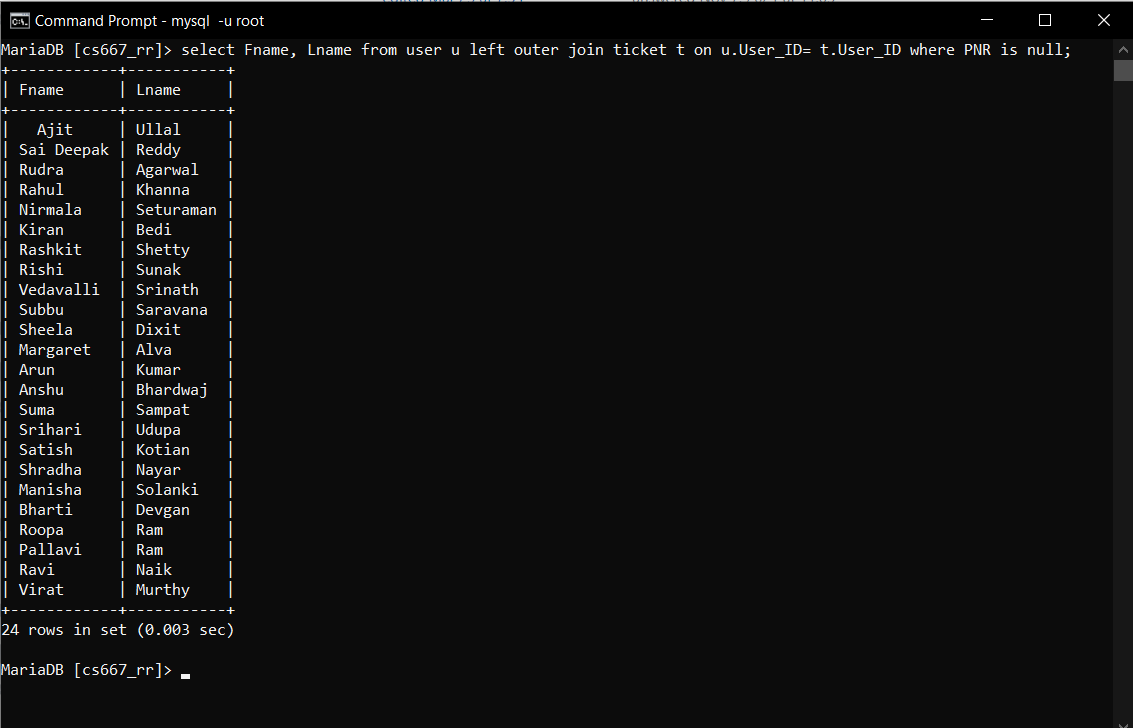 Command Prompt - mysql  -u root
MariaDB [cs667_rr]> select Fname, Lname from user u left outer join ticket t on u.User_ID= t.User_ID where PNR is null;
+------------+-----------+
| Fname      | Lname     |
+------------+-----------+
|   Ajit     | Ullal     |
| Sai Deepak | Reddy     |
| Rudra      | Agarwal   |
| Rahul      | Khanna    |
| Nirmala    | Seturaman |
| Kiran      | Bedi      |
| Rashkit    | Shetty    |
| Rishi      | Sunak     |
| Vedavalli  | Srinath   |
| Subbu      | Saravana  |
| Sheela     | Dixit     |
| Margaret   | Alva      |
| Arun       | Kumar     |
| Anshu      | Bhardwaj  |
| Suma       | Sampat    |
| Srihari    | Udupa     |
| Satish     | Kotian    |
| Shradha    | Nayar     |
| Manisha    | Solanki   |
| Bharti     | Devgan    |
| Roopa      | Ram       |
| Pallavi    | Ram       |
| Ravi       | Naik      |
| Virat      | Murthy    |
+------------+-----------+
24 rows in set (0.003 sec)
MariaDB [cs667_rr]>